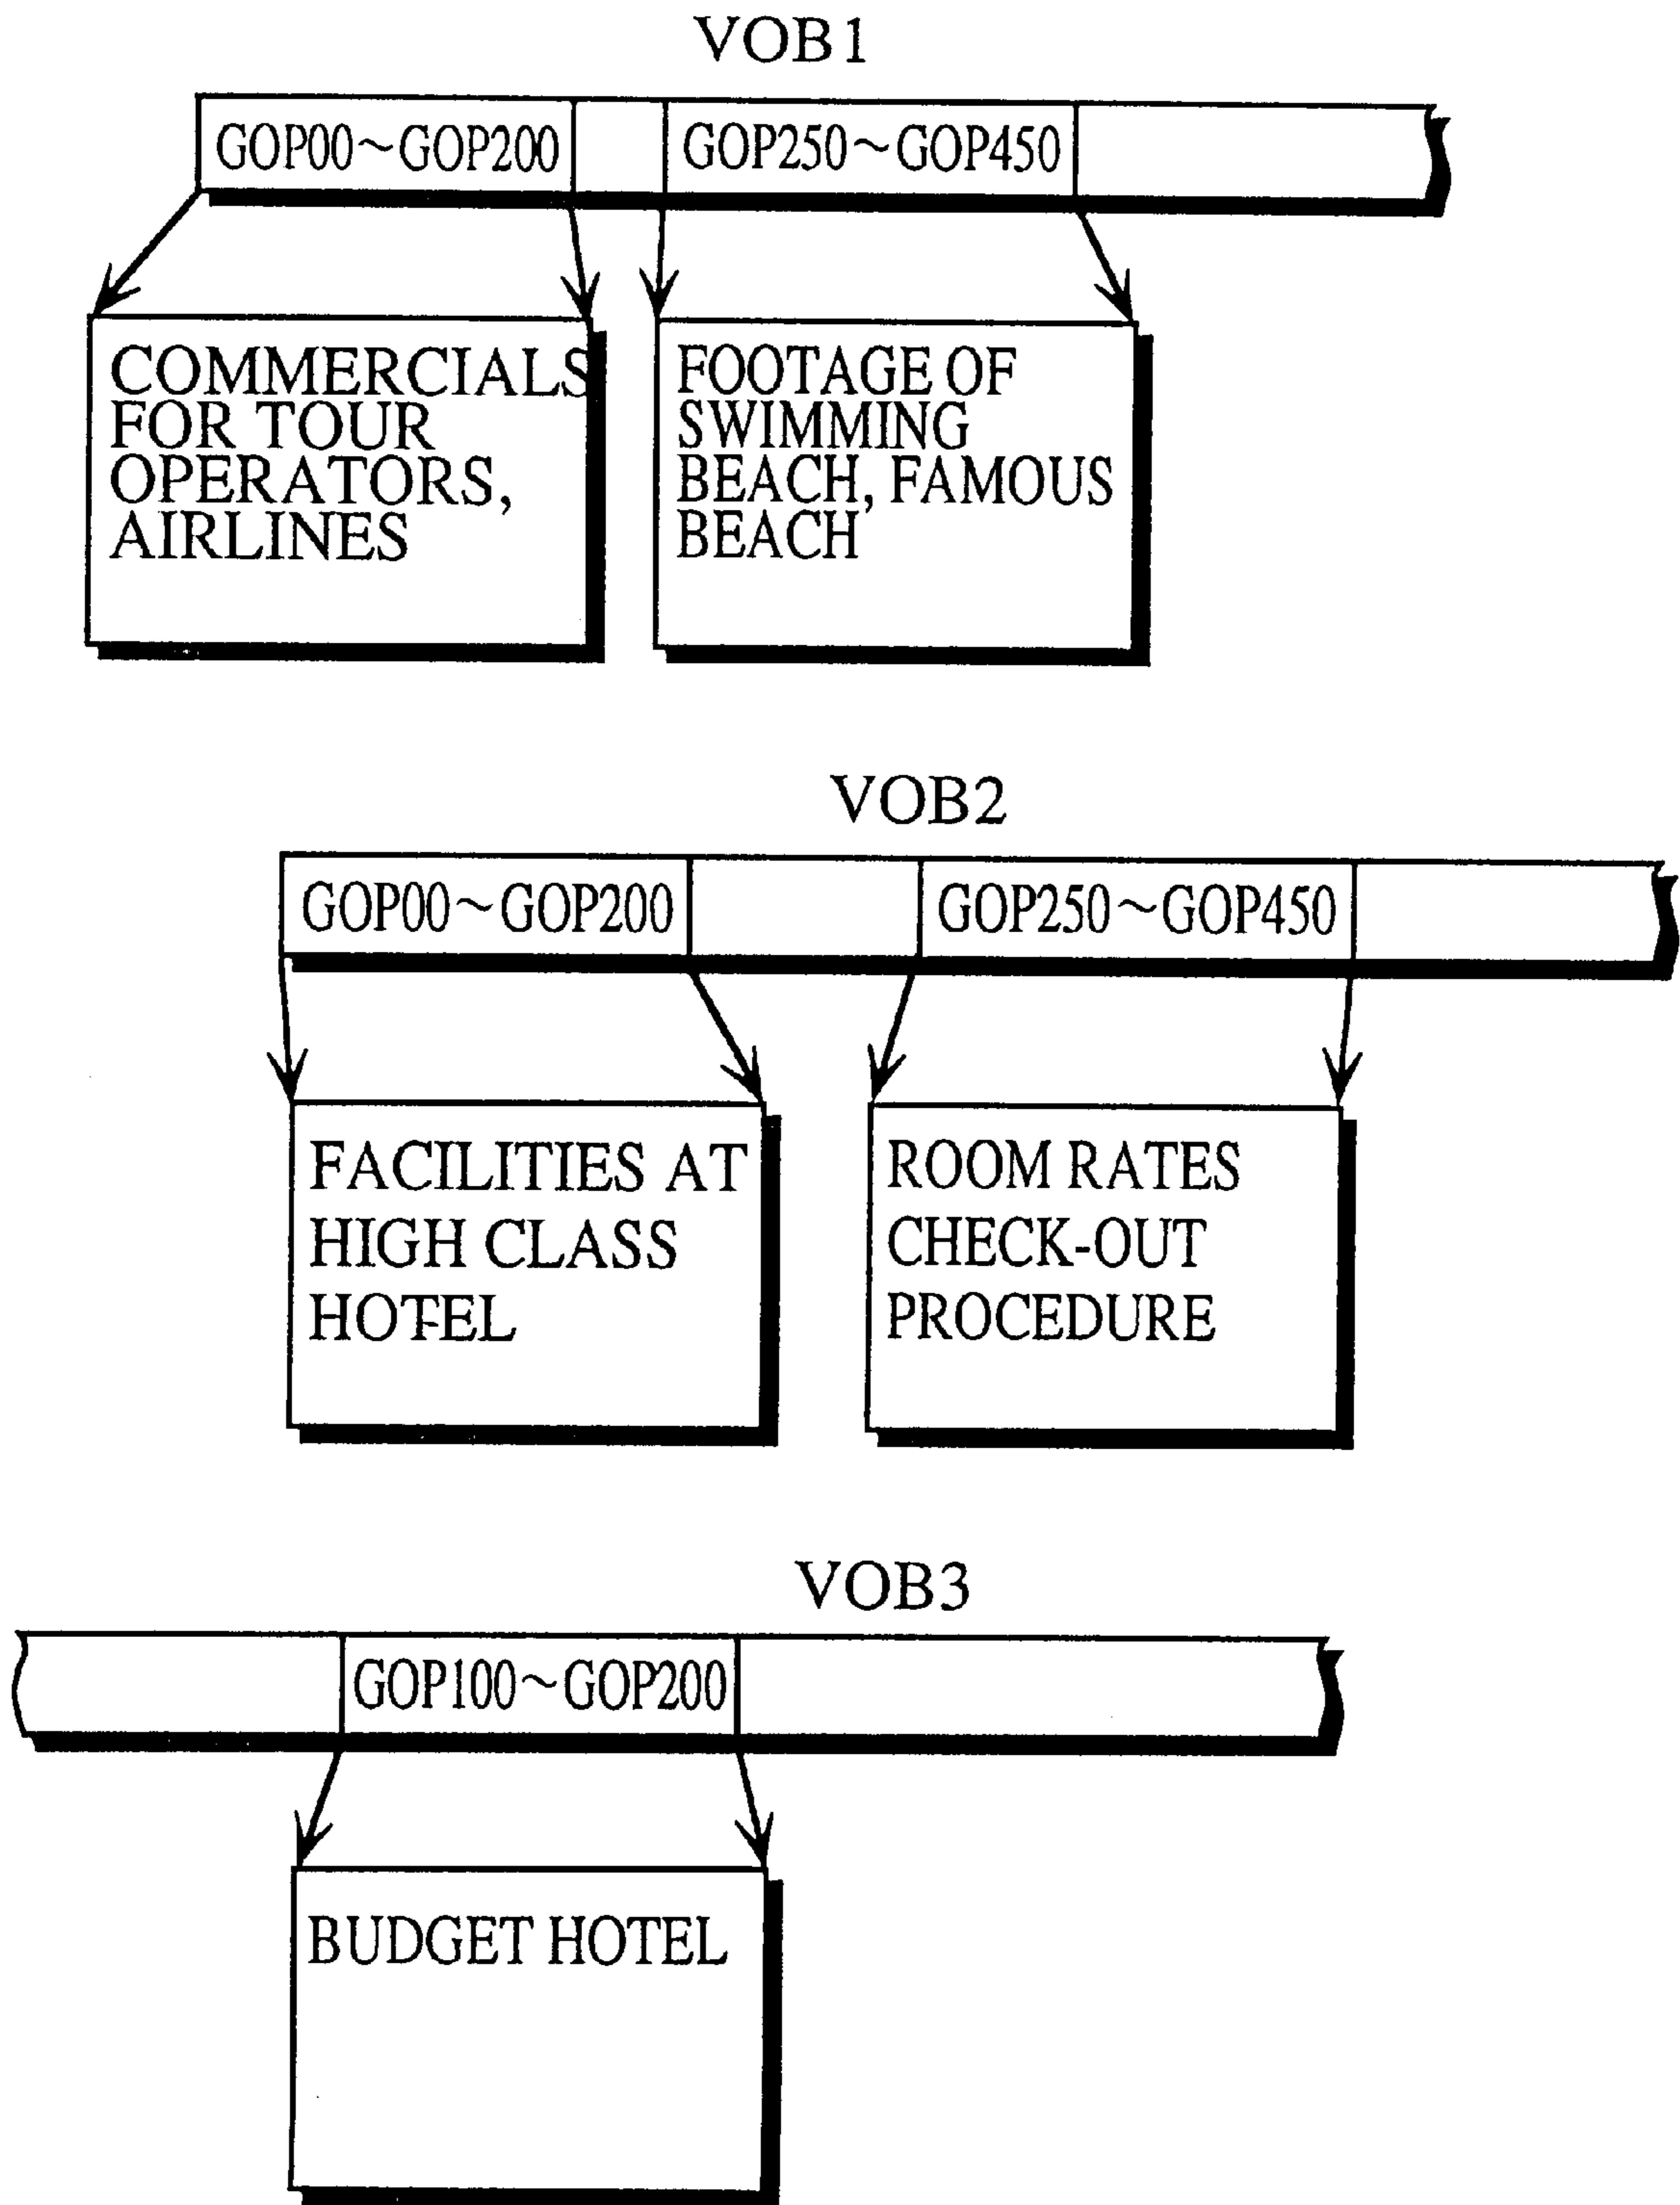 VOB1
GOP00～GOP200
GOP250～GOP450
COMMERCIALS
FOR TOUR
OPERATORS,
AIRLINES
FOOTAGE OF
SWIMMING
BEACH, FAMOUS
BEACH
VOB2
GOP00～GOP200
GOP250～GOP450
FACILITIES AT
HIGH CLASS
HOTEL
ROOM RATES
CHECK-OUT
PROCEDURE
VOB3
GOP100～GOP200
BUDGET HOTEL